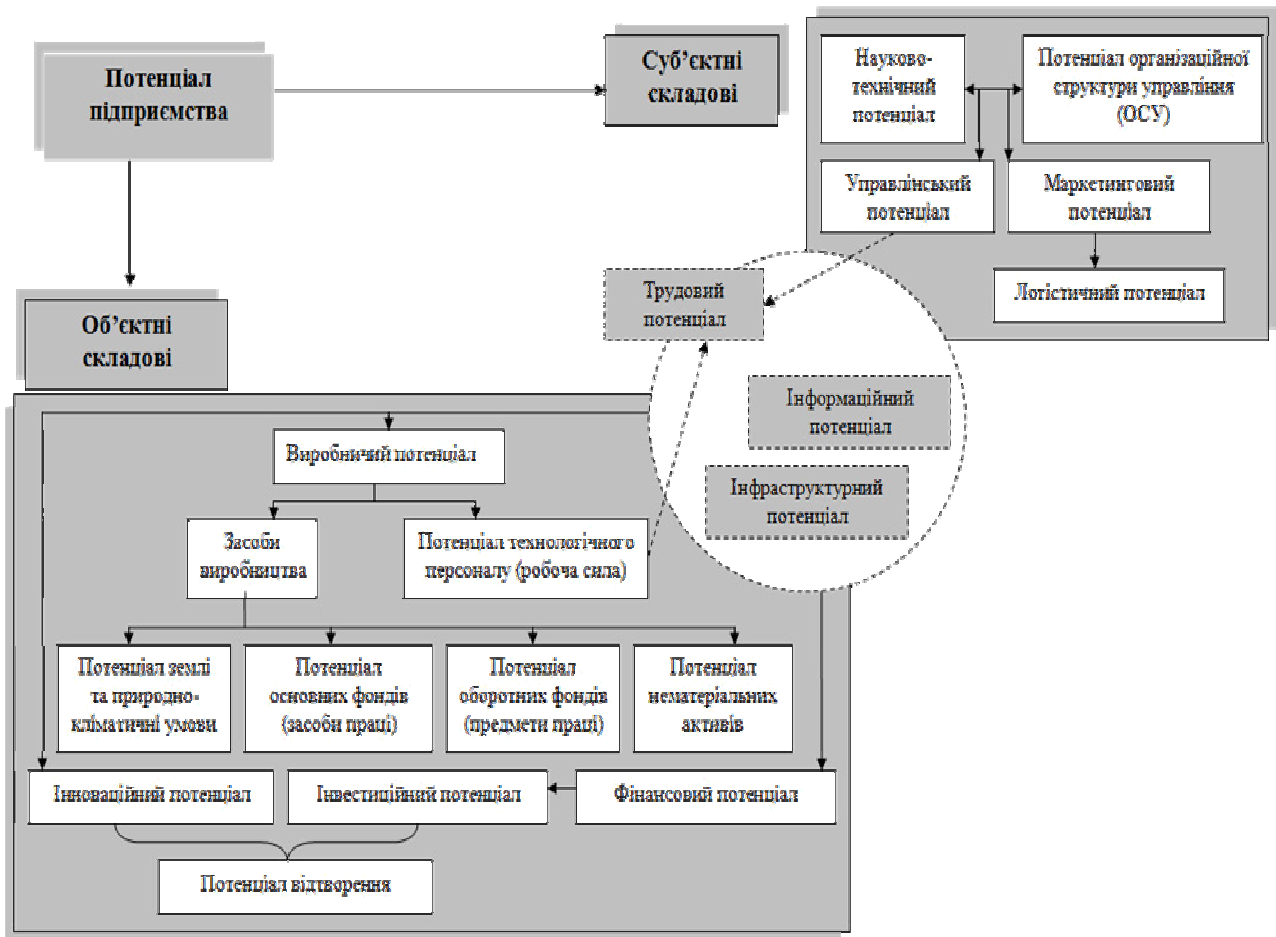 Потенціал
підприємства
Суб’єктні
складові
Науково-
технічний
потенціал
Потенціал організаційної
структури управління
(ОСУ)
Управлінський
потенціал
Маркетинговий
потенціал
Логістичний потенціал
Трудовий
потенціал
Об’єктні
складові
Інформаційний
потенціал
Інфраструктурний
потенціал
Виробничий потенціал
Засоби
виробництва
Потенціал технологічного
персоналу (робоча сила)
Потенціал землі
та природно-
кліматичні умови
Потенціал
основних фондів
(засоби праці)
Потенціал
оборотних фондів
(предмети праці)
Потенціал
нематеріальних
активів
Інноваційний потенціал
Інвестиційний потенціал
Фінансовий потенціал
Потенціал відтворення